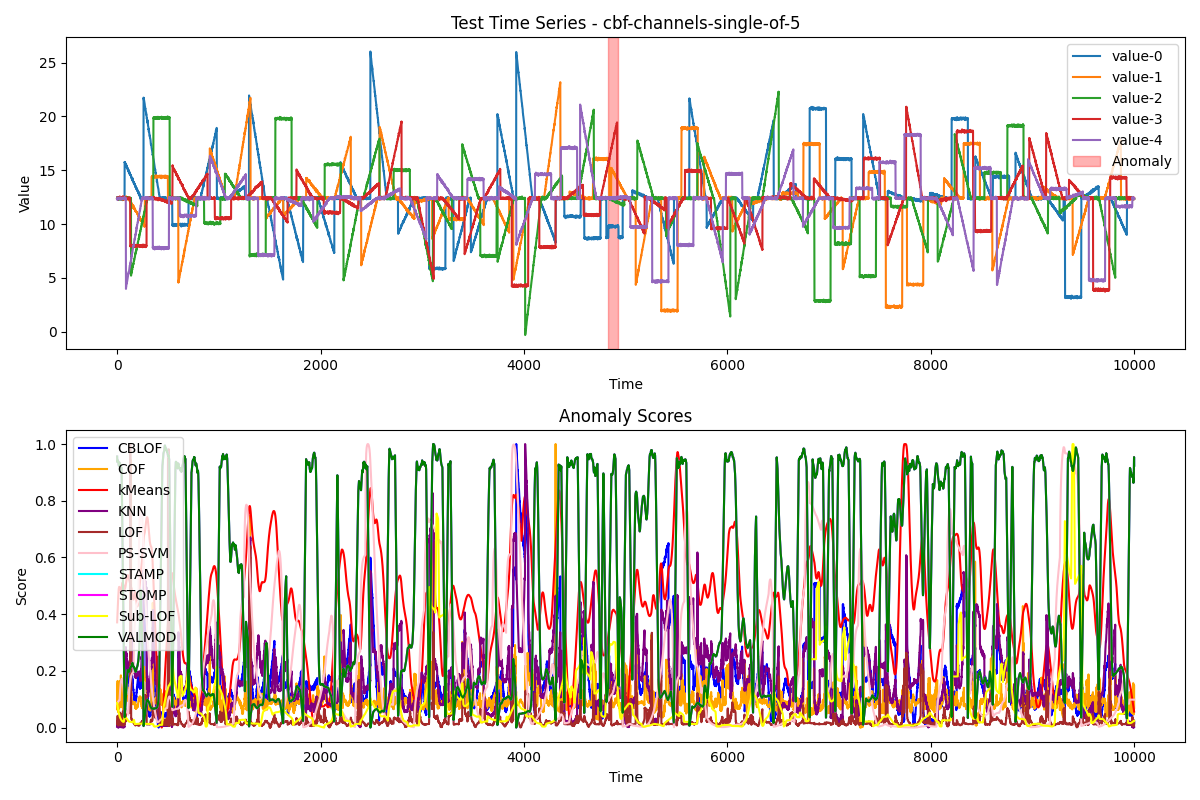 Test Time Series - cbf-channels-single-of-5
Value
25
20
15
10
5
0
value-0
value-1
value-2
value-3
value-4
Anomaly
0
2000
4000
6000
8000
10000
Time
Anomaly Scores
Score
1.0
0.8
0.6
0.4
0.2
0.0
CBLOF
COF
kMeans
KNN
LOF
PS-SVM
STAMP
STOMP
Sub-LOF
VALMOD
0
2000
4000
6000
8000
10000
Time